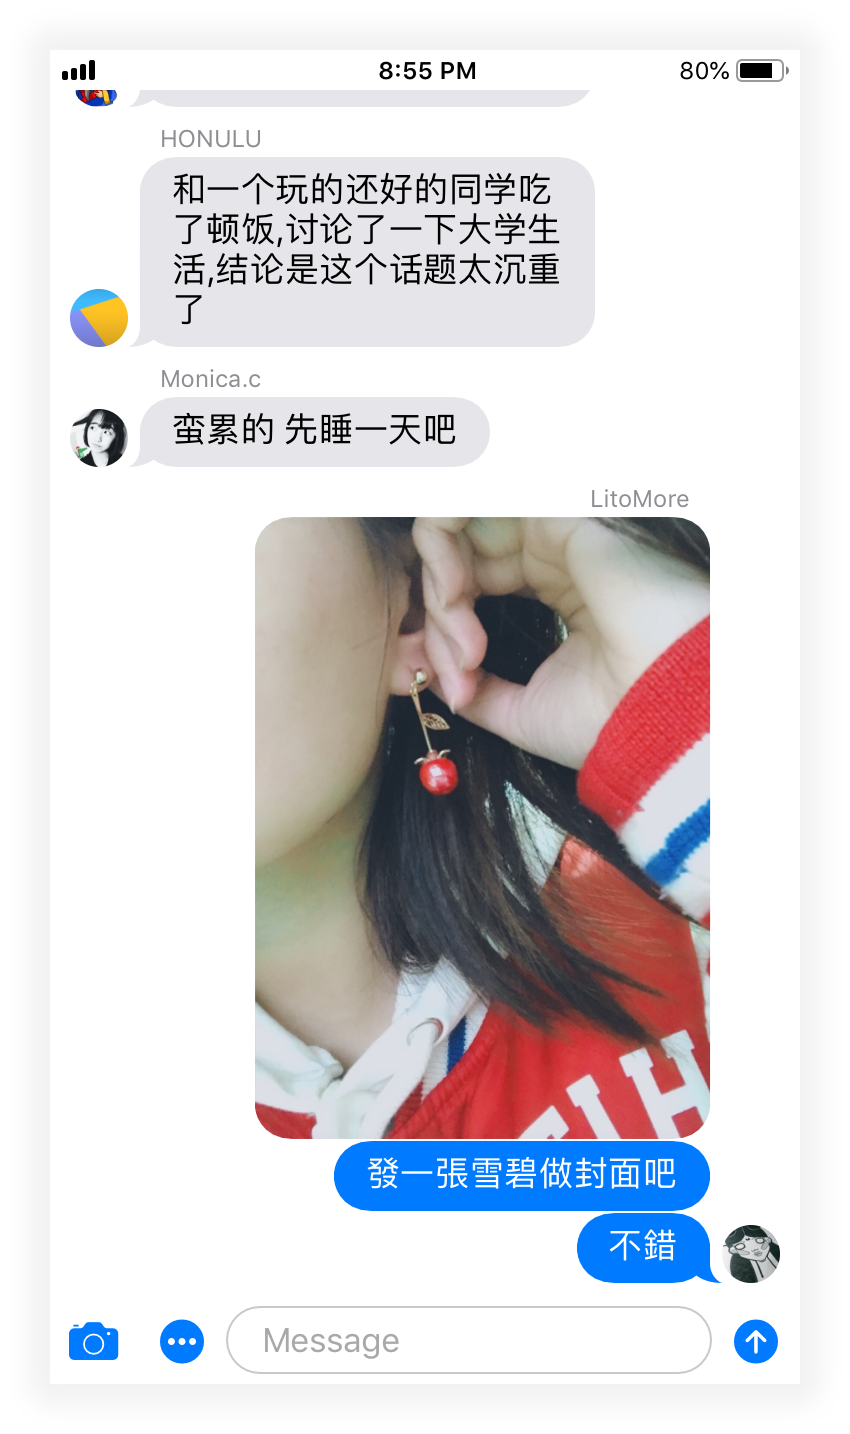 8:55 PM
80%
HONULU
和一个玩的还好的同学吃
了顿饭,讨论了一下大学生
活,结论是这个话题太沉重
了
Monica.c
蛮累的 先睡一天吧
LitoMore
發一張雪碧做封面吧
不錯
Message